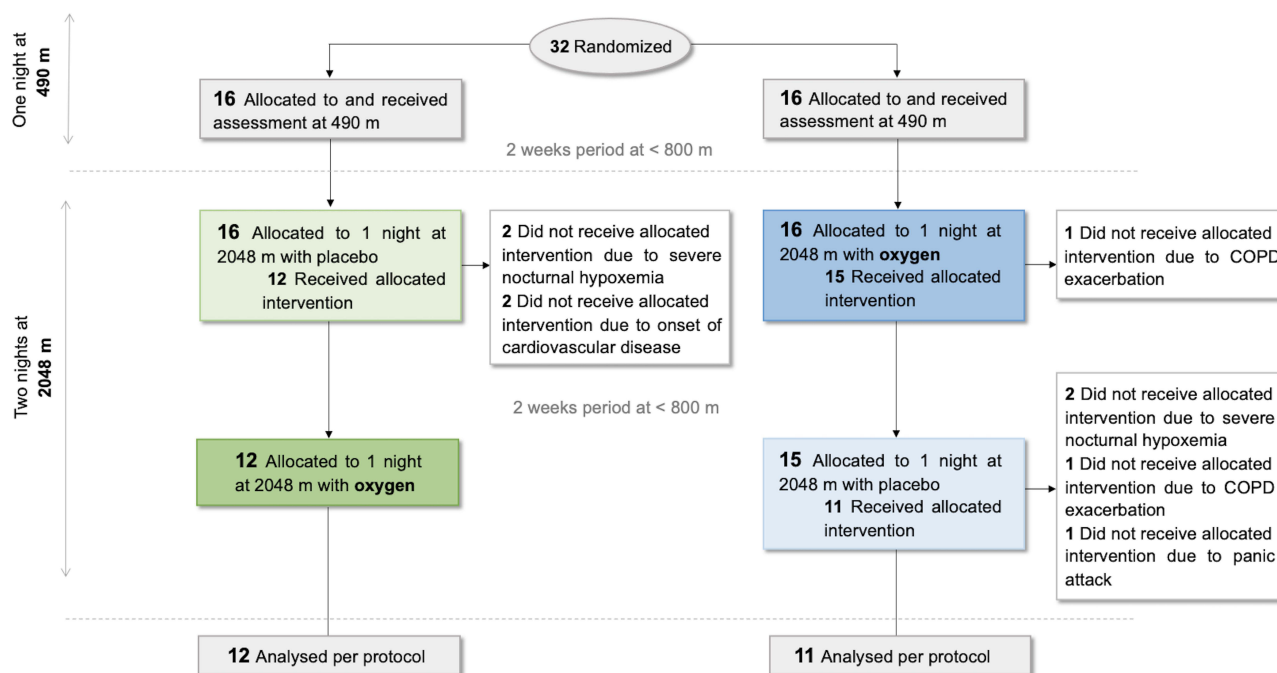 32 Randomized
One night at
490 m
16 Allocated to and received
assessment at 490 m
16 Allocated to and received
assessment at 490 m
2 weeks period at < 800 m
Two nights at
2048 m
16 Allocated to 1 night at
2048 m with placebo
12 Received allocated
intervention
2 Did not receive allocated
intervention due to severe
nocturnal hypoxemia
2 Did not receive allocated
intervention due to onset of
cardiovascular disease
16 Allocated to 1 night at
2048 m with oxygen
15 Received allocated
intervention
1 Did not receive allocated
intervention due to COPD
exacerbation
2 weeks period at < 800 m
12 Allocated to 1 night
at 2048 m with oxygen
15 Allocated to 1 night at
2048 m with placebo
11 Received allocated
intervention
2 Did not receive allocated
intervention due to severe
nocturnal hypoxemia
1 Did not receive allocated
intervention due to COPD
exacerbation
1 Did not receive allocated
intervention due to panic
attack
12 Analysed per protocol
11 Analysed per protocol